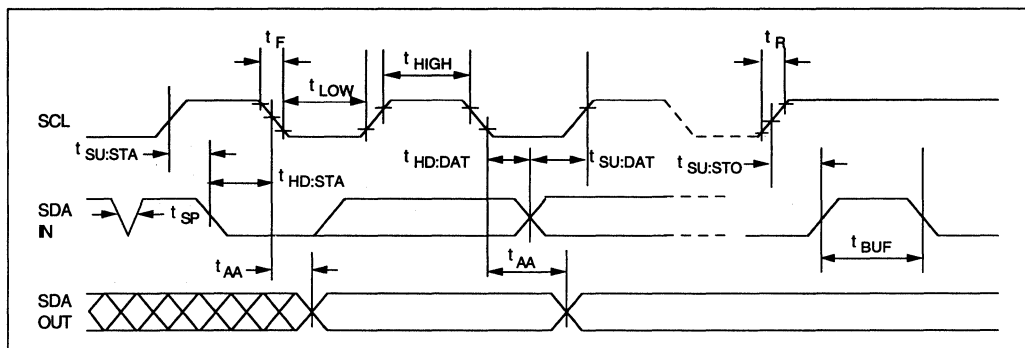 t F
t R
t HIGH
t LOW
SCL
t SU:STA
t HD:STA
t HD:DAT
t SU:DAT
t SU:STO
SDA
IN
t SP
t BUF
t AA
t AA
SDA
OUT